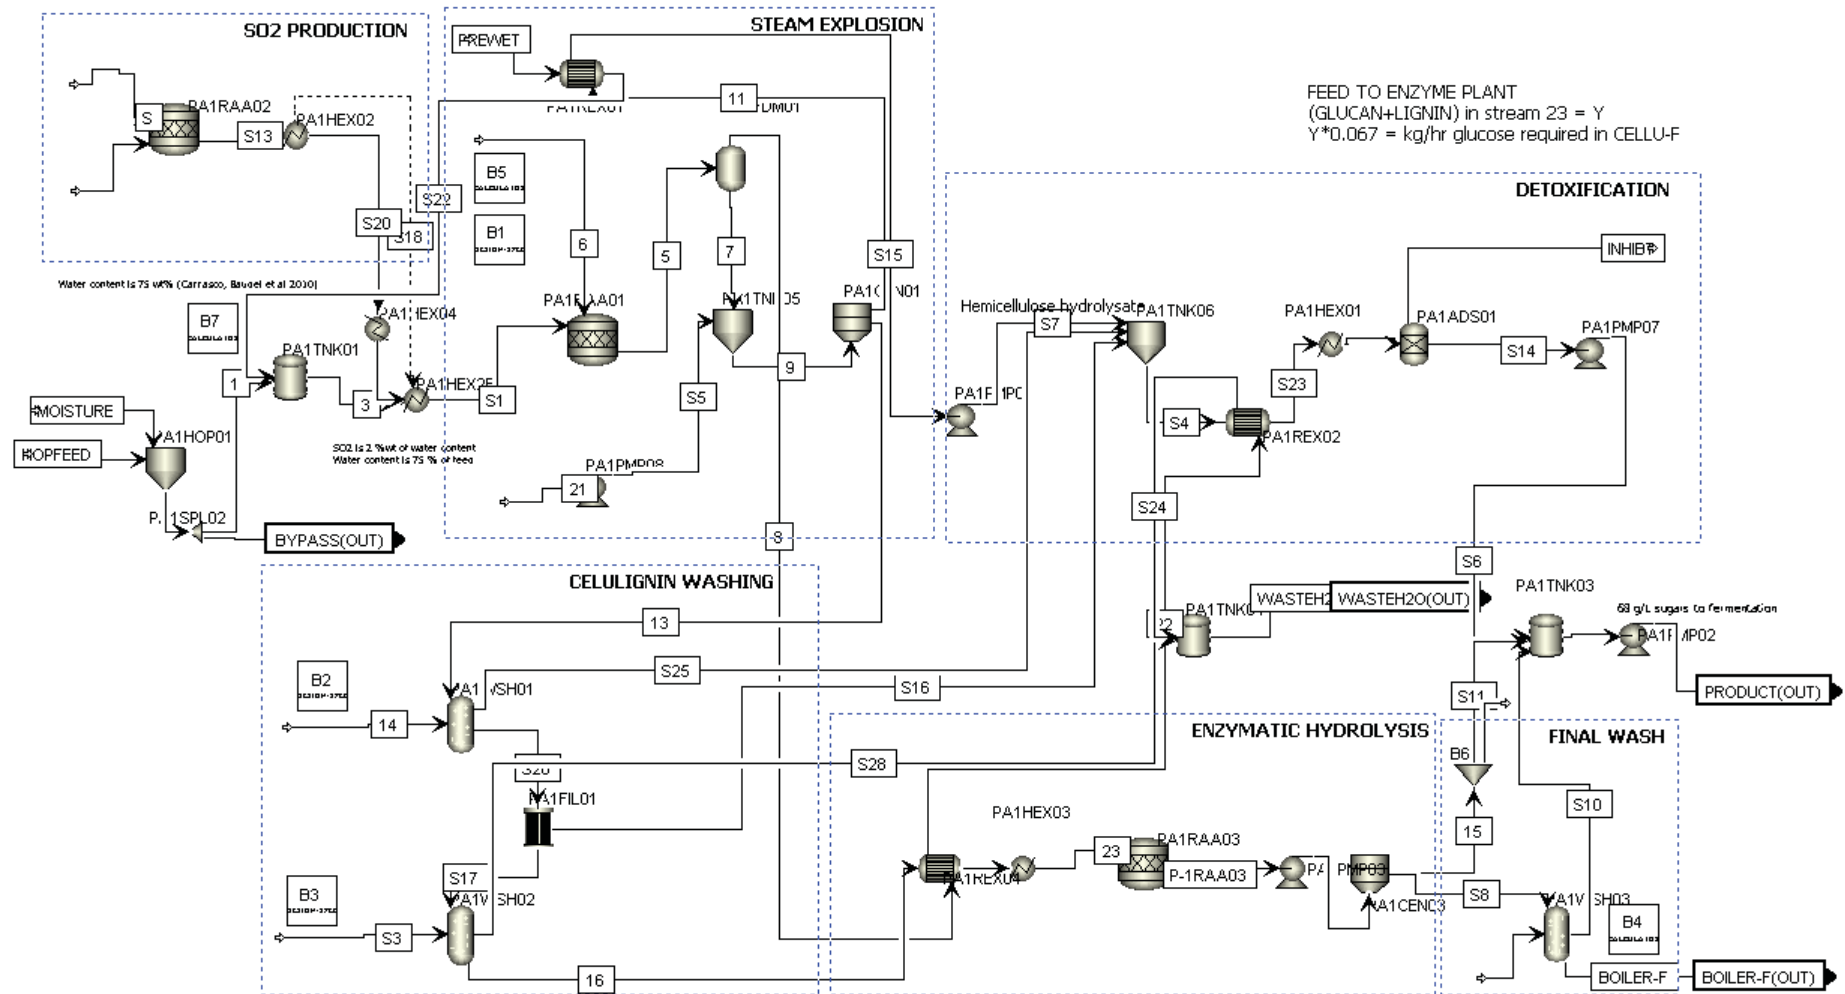 SO2 PRODUCTION
PA1RAA02
PA1HEX02
S
S13
S20
S18
S22
STEAM EXPLOSION
11
B5
B1
6
5
7
S15
PA1HEX04
S1
9
S5
21
8
Water content is 75 wt% (Carrasco, Baudel et al 2010)
B7
PA1TNK01
1
3
MOISTURE
HOPFEED
BYPASS(OUT)
SO2 is 2 %wt of water content
Water content is 75 % of feed
FEED TO ENZYME PLANT
(GLUCAN+LIGNIN) in stream 23 = Y
Y*0.067 = kg/hr glucose required in CELLU-F
DETOXIFICATION
Hemicellulose hydrolysate
S7
PA1TNK06
PA1HEX01
PA1ADS01
PA1PMP07
S14
S23
S4
PA1REX02
S24
S6
CELULIGNIN WASHING
13
S25
S16
B2
14
PA1FIL01
S17
B3
S3
S28
16
WASTEH2O(OUT)
PA1TNK03
68 g/L sugars to fermentation
PRODUCT(OUT)
S11
ENZYMATIC HYDROLYSIS
PA1HEX03
23
PA1RAA03
P-1RAA03
FINAL WASH
B6
15
S10
S8
B4
BOILER-F
BOILER-F(OUT)